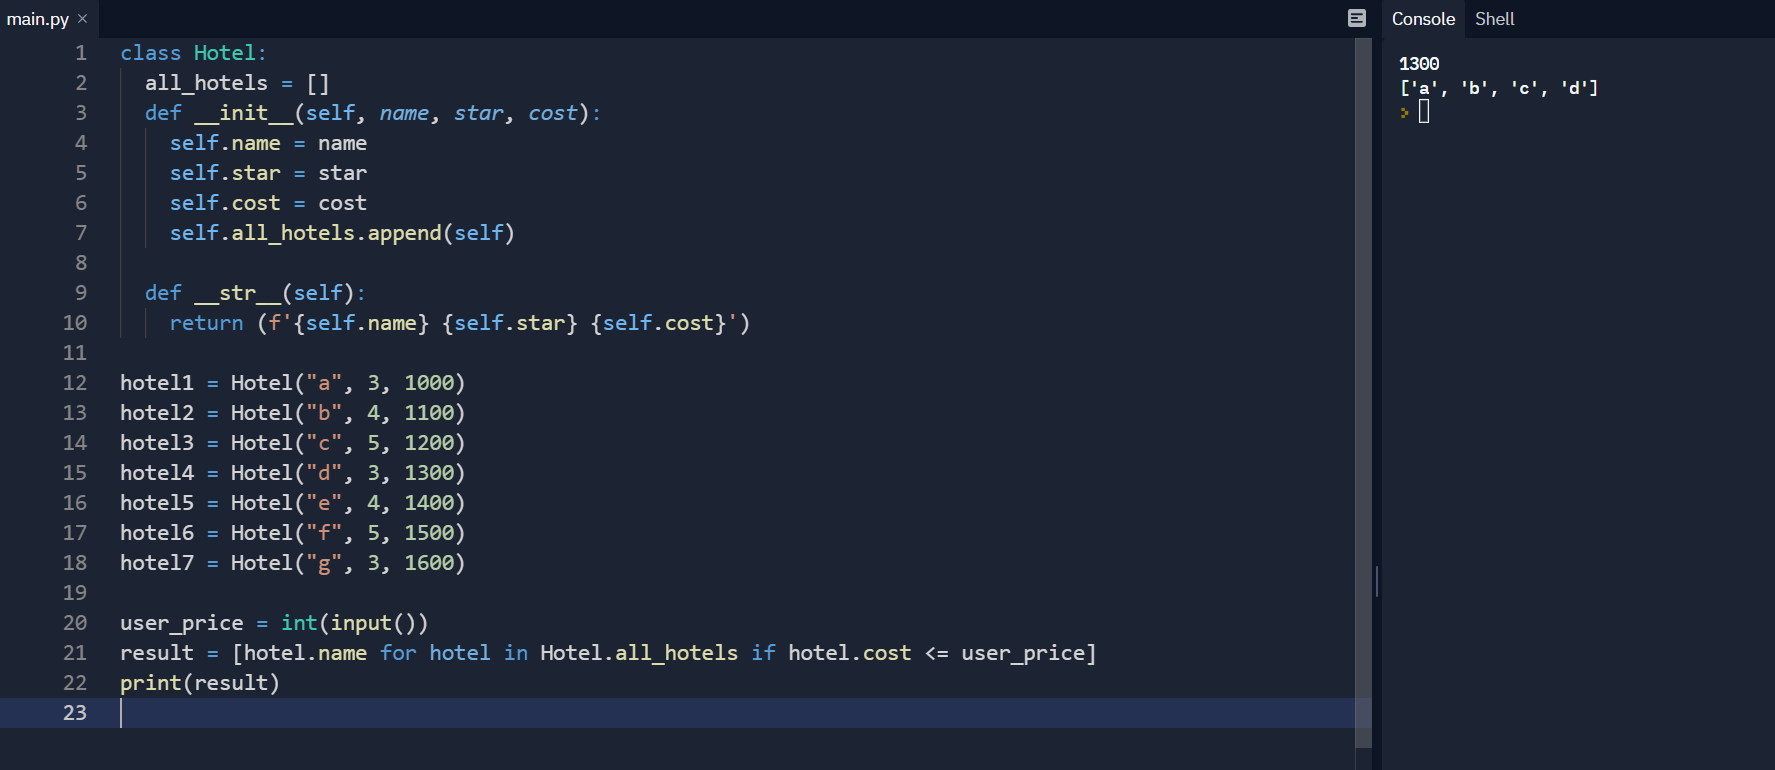 main.py ×
Console Shell
1 class Hotel:
2   all_hotels = []
3   def __init__(self, name, star, cost):
4     self.name = name
5     self.star = star
6     self.cost = cost
7     self.all_hotels.append(self)
8
9   def __str__(self):
10     return (f'{self.name} {self.star} {self.cost}')
11
12 hotel1 = Hotel("a", 3, 1000)
13 hotel2 = Hotel("b", 4, 1100)
14 hotel3 = Hotel("c", 5, 1200)
15 hotel4 = Hotel("d", 3, 1300)
16 hotel5 = Hotel("e", 4, 1400)
17 hotel6 = Hotel("f", 5, 1500)
18 hotel7 = Hotel("g", 3, 1600)
19
20 user_price = int(input())
21 result = [hotel.name for hotel in Hotel.all_hotels if hotel.cost <= user_price]
22 print(result)
23
1300
['a', 'b', 'c', 'd']
>